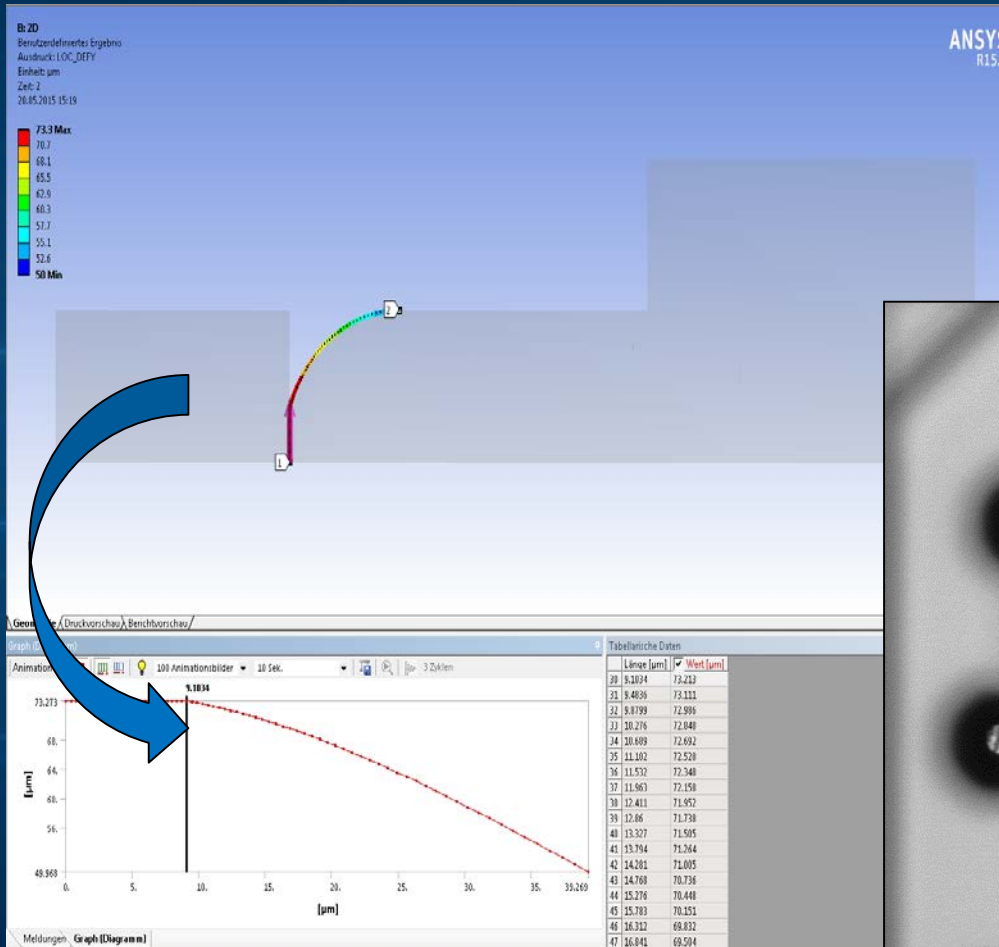 B: 2D
Benutzerdefiniertes Ergebnis
Ausdruck: LOC_DEFY
Einheit: µm
Zeit: 2
20.05.2015 15:19
73.3 Max
70.7
68.1
65.5
62.9
60.3
57.7
55.1
52.6
50 Min
ANSYS
R15.
2
1
Druckvorschau Berichtvorschau
Graph
Animation 100 Animationsbilder 10 Sek. 3 Zyklen
9.1034
73.273
68.
64.
60.
56.
49.968
[µm]
0. 5. 10. 15. 20. 25. 30. 35. 39.269
[µm]
Meldungen Graph (Diagramm)
Tabellarische Daten
Länge [µm] Wert [µm]
30 9.1034 73.213
31 9.4836 73.111
32 9.8799 72.986
33 10.276 72.848
34 10.689 72.692
35 11.102 72.528
36 11.532 72.348
37 11.963 72.158
38 12.411 71.952
39 12.86 71.738
40 13.327 71.505
41 13.794 71.264
42 14.281 71.005
43 14.768 70.736
44 15.276 70.448
45 15.783 70.151
46 16.312 69.832
47 16.841 69.504